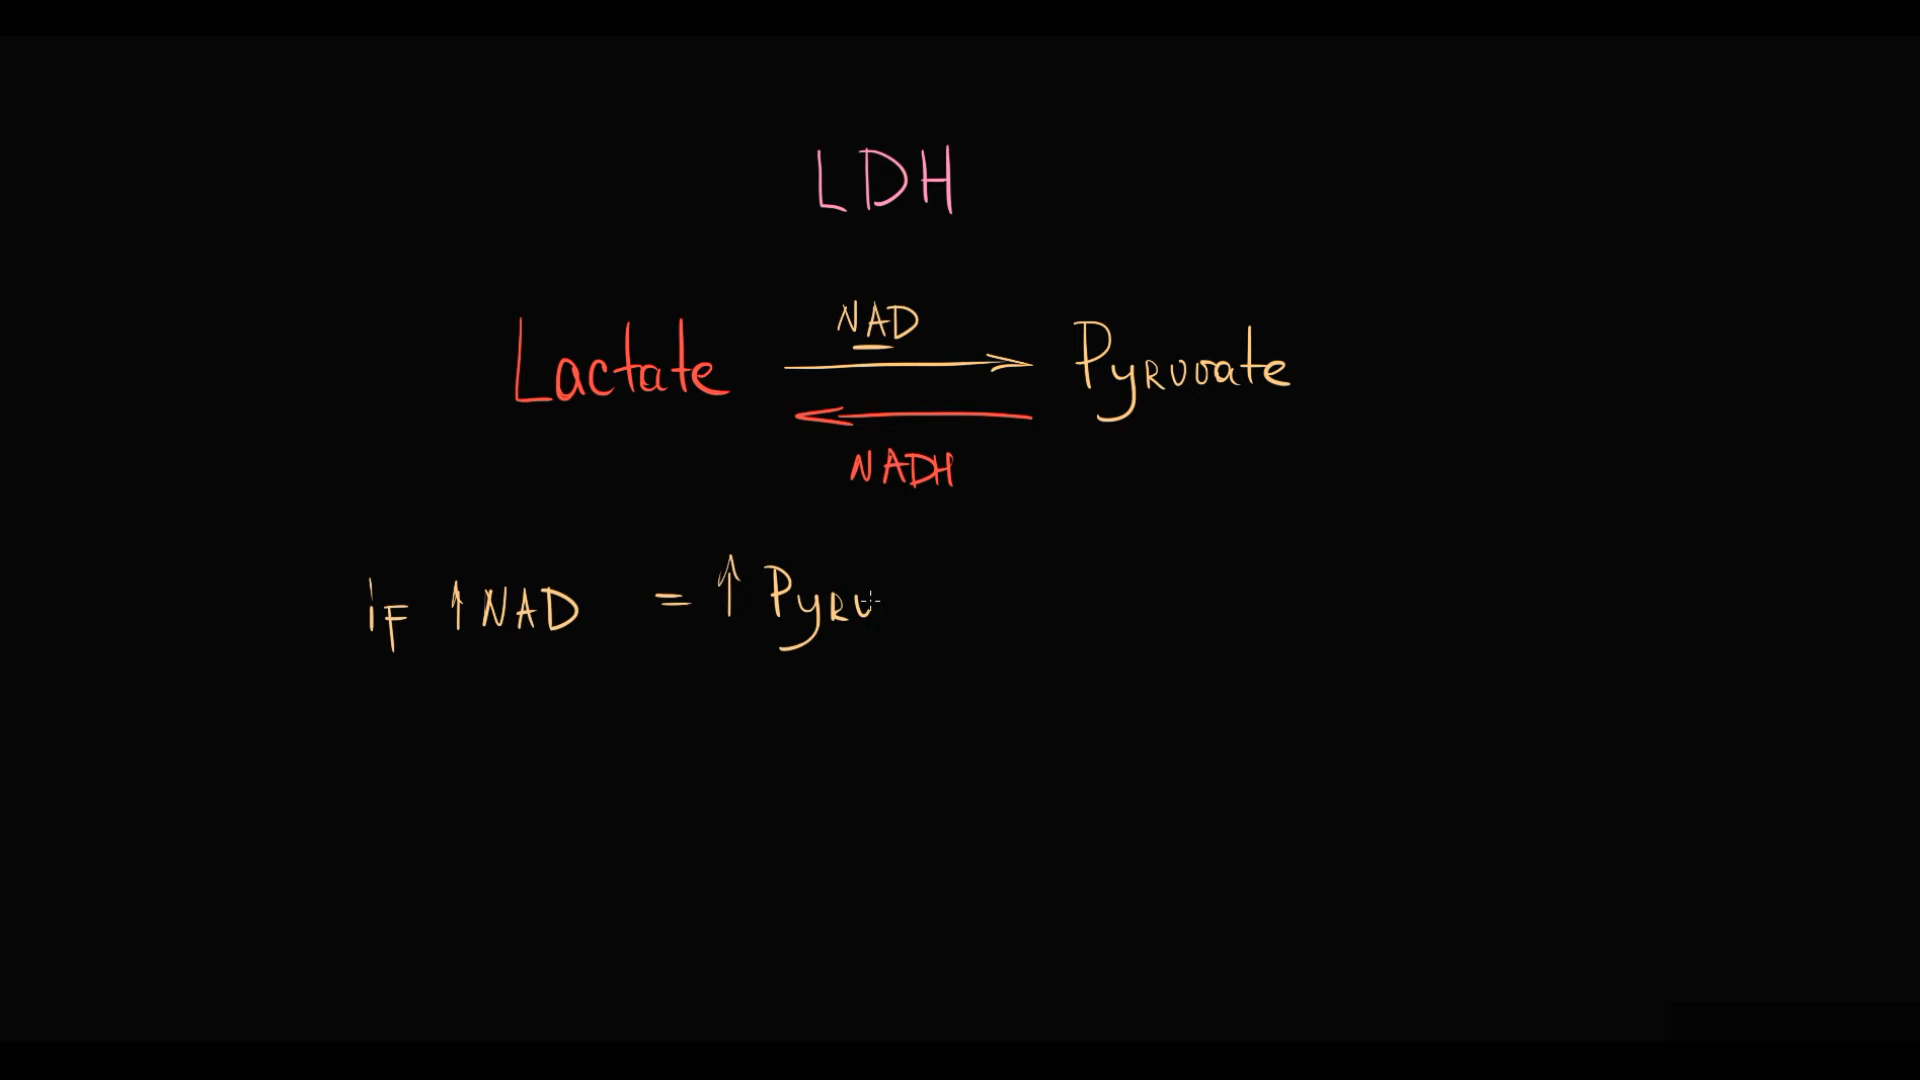 LDH
NAD
Lactate Pyruvate
NADH
if ↑ NAD = ↑ Pyru